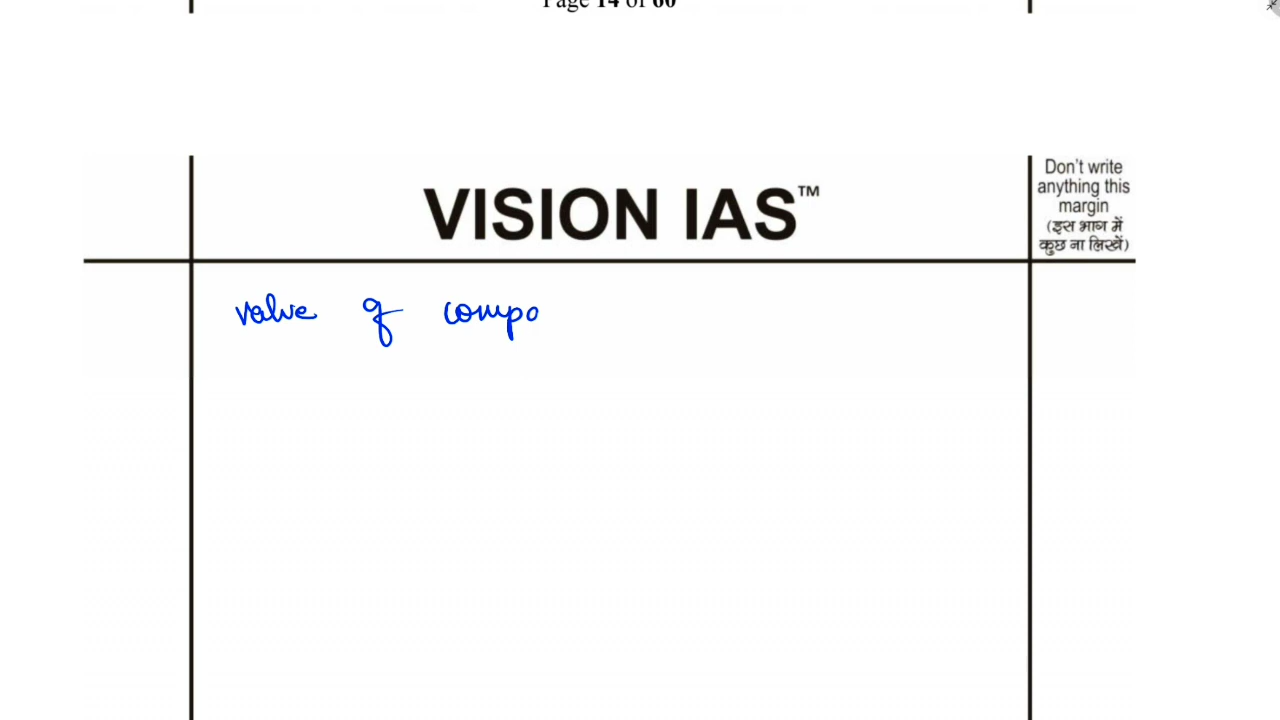 Page 14 of 60
VISION IAS™
Don't write
anything this
margin
(इस भाग में
कुछ ना लिखें)
value of compo